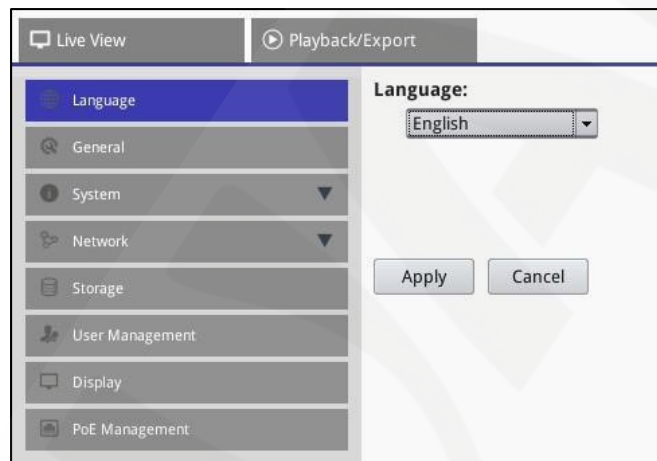 Live View
Playback/Export
Language
General
System
Network
Storage
User Management
Display
PoE Management
Language:
English
Apply
Cancel